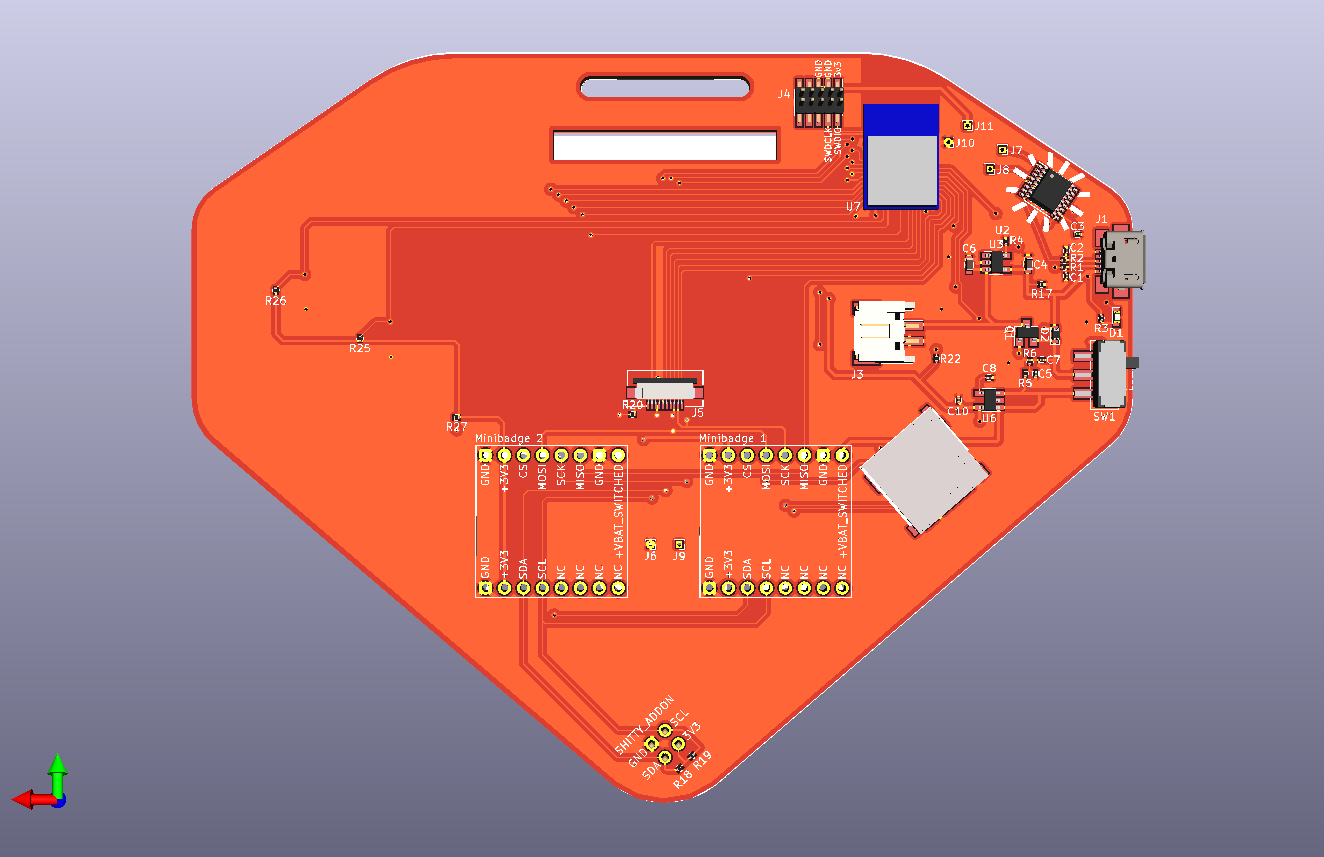 GND
GND
3V3
J4
SWDCLK
SWDIO
J11
J10
J7
J8
U7
J1
C3
U2
R4
U3
C6
C4
C2
R2
R1
C1
R17
R26
R25
R3
D1
Q1
D2
R6
C7
C5
R5
R22
J3
C8
C10
U6
SW1
R20
J5
R27
Minibadge 2
GND
+3V3
CS
MOSI
SCK
MISO
GND
+VBAT_SWITCHED
GND
+3V3
SDA
SCL
NC
NC
NC
NC
Minibadge 1
GND
+3V3
CS
MOSI
SCK
MISO
GND
+VBAT_SWITCHED
GND
+3V3
SDA
SCL
NC
NC
NC
NC
J6
J9
SHITTY_ADDON
SCL
3V3
GND
SDA
R19
R18